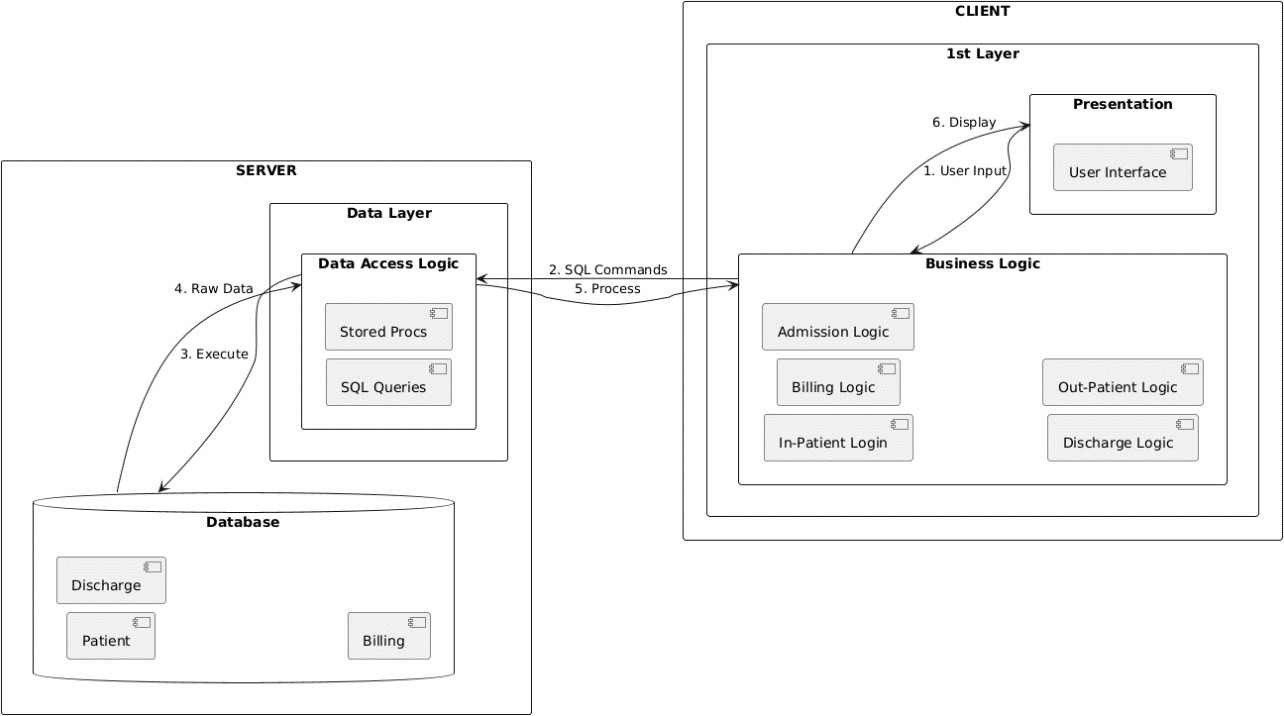 CLIENT
1st Layer
Presentation
6. Display
User Interface
1. User Input
SERVER
Data Layer
Data Access Logic
Business Logic
2. SQL Commands
4. Raw Data
5. Process
Stored Procs
Admission Logic
3. Execute
SQL Queries
Billing Logic
Out-Patient Logic
In-Patient Login
Discharge Logic
Database
Discharge
Patient
Billing